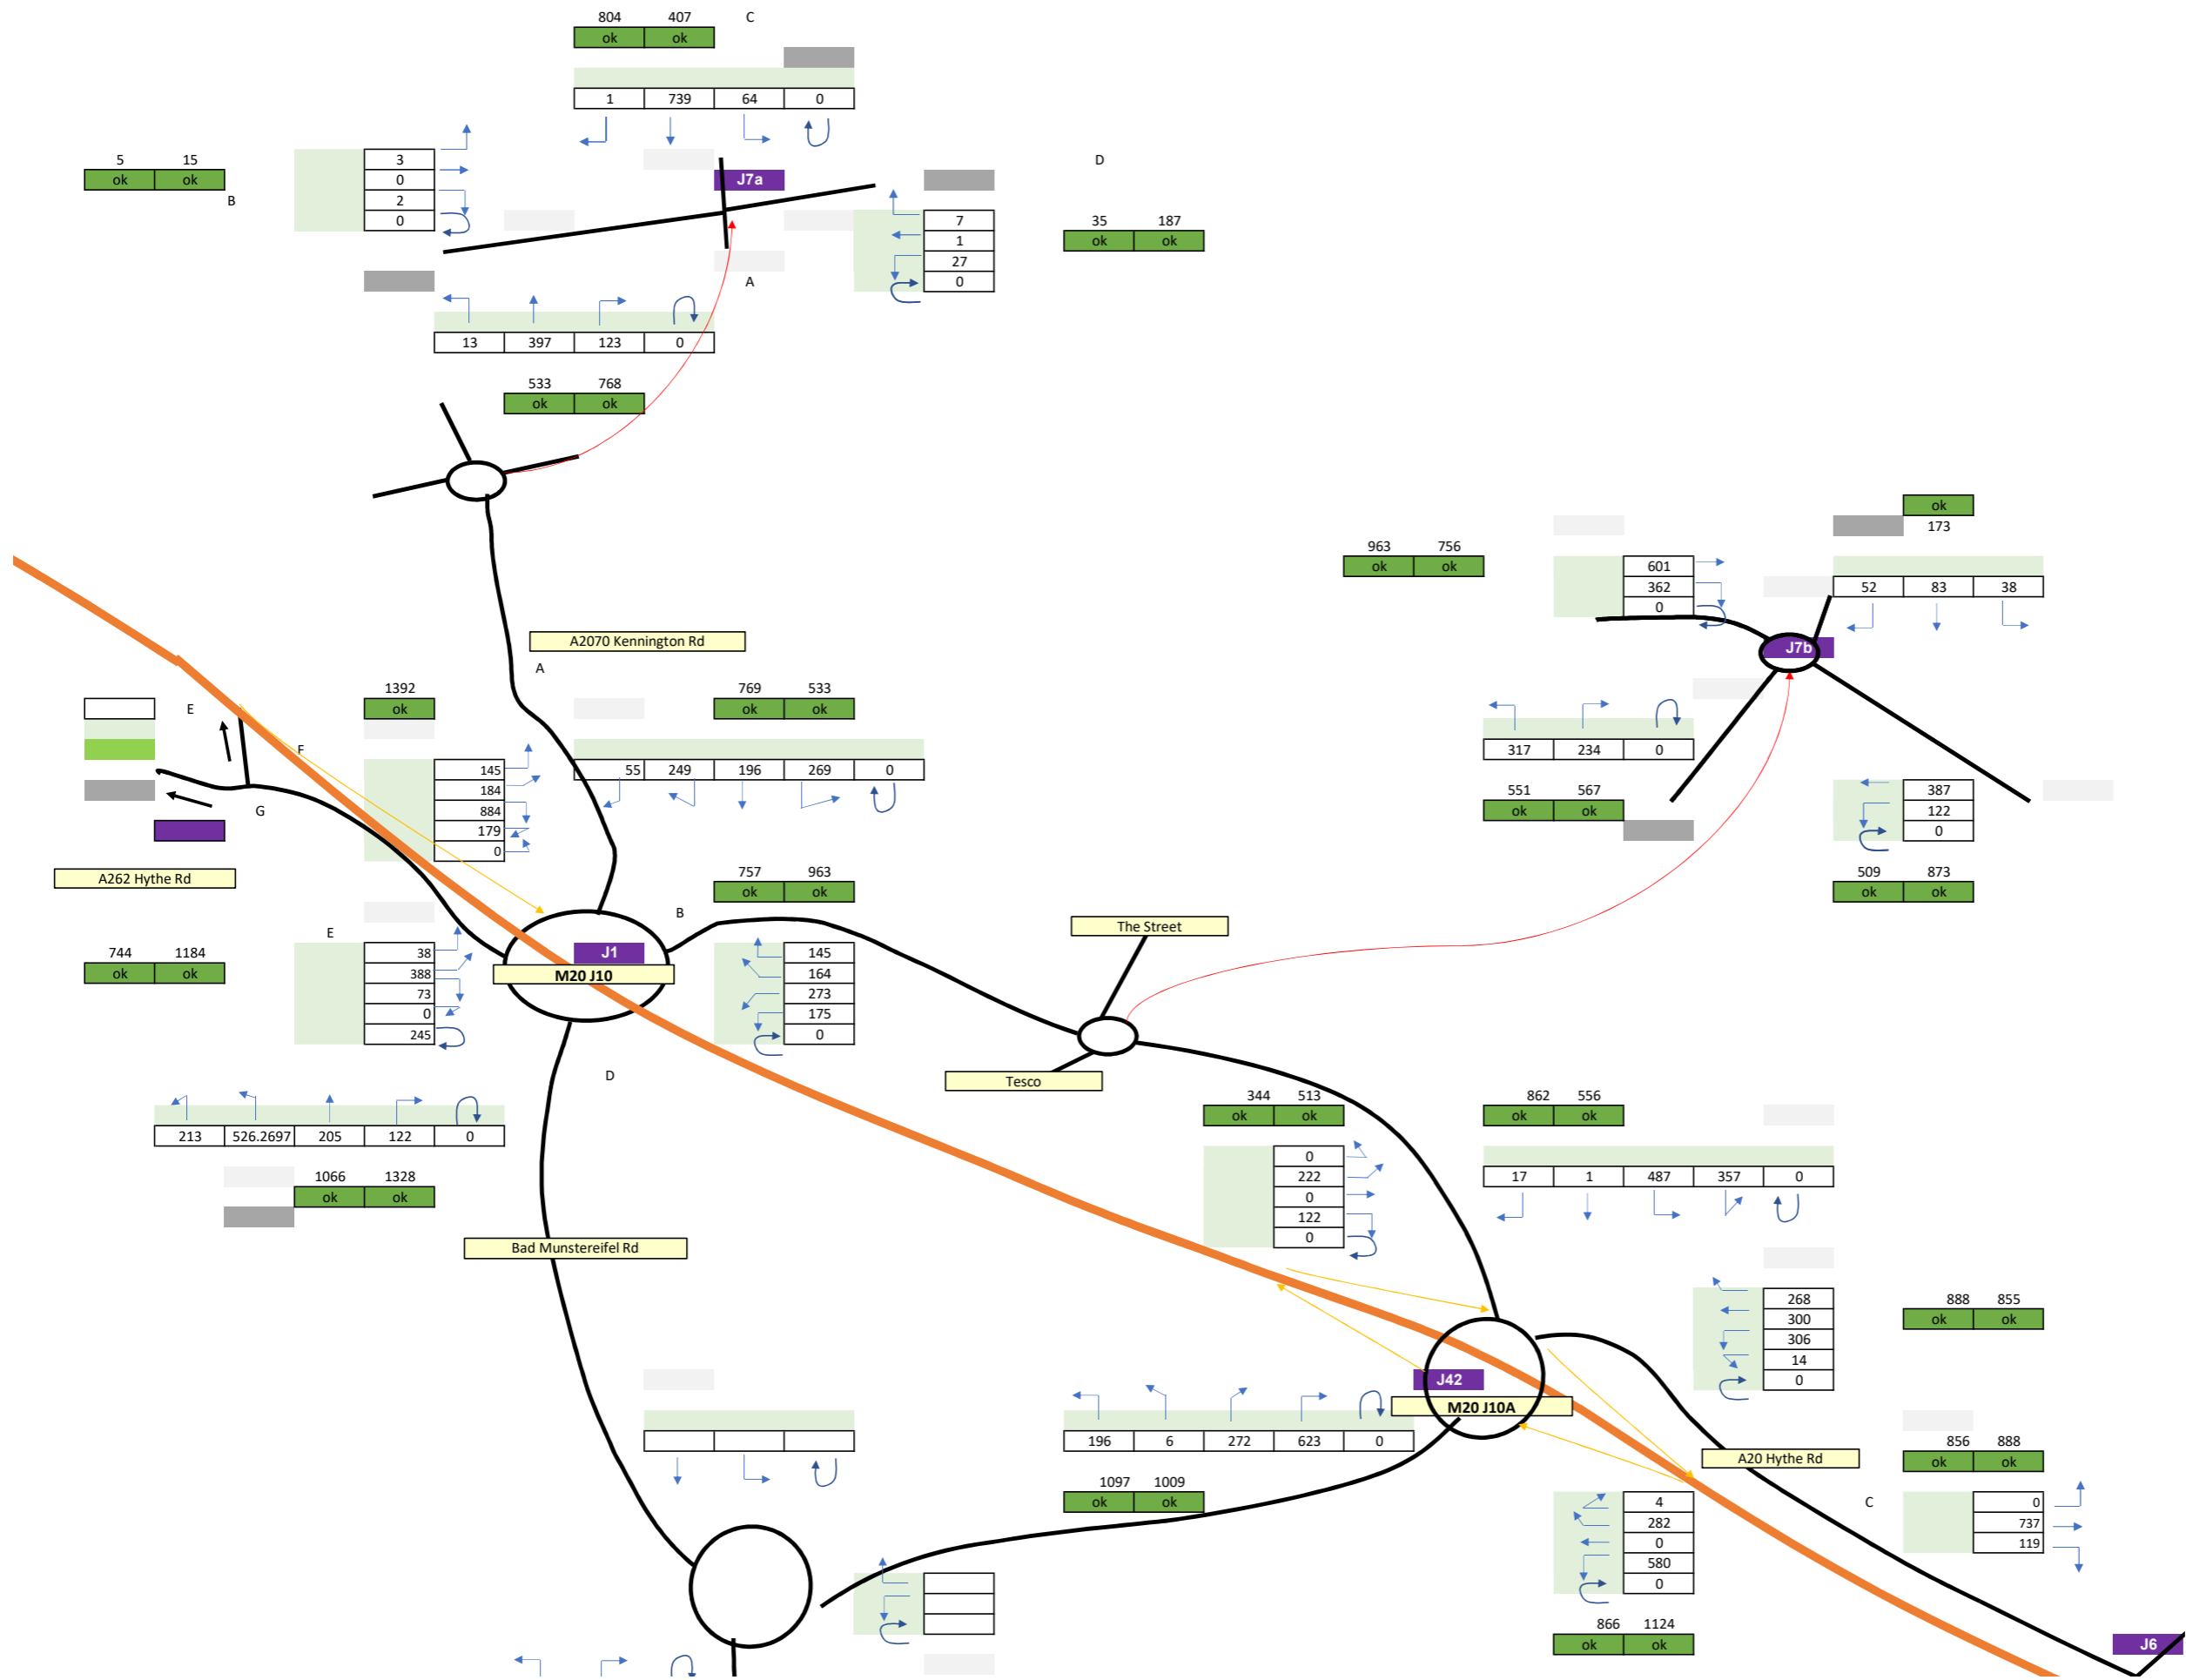 804 407 C
ok ok
1 739 64 0
5 15
ok ok
B
3
0
2
0
J7a
D
7
1
27
0
35 187
ok ok
A
13 397 123 0
533 768
ok ok
ok
173
963 756
ok ok
601
362
0
52 83 38
J7b
317 234 0
551 567
ok ok
387
122
0
509 873
ok ok
A2070 Kennington Rd
A
1392
ok
769 533
ok ok
E
F
G
145
184
884
179
0
55 249 196 269 0
A262 Hythe Rd
757 963
ok ok
B
E
744 1184
ok ok
38
388
73
0
245
J1
M20 J10
145
164
273
175
0
The Street
Tesco
D
213 526.2697 205 122 0
1066 1328
ok ok
Bad Munstereifel Rd
344 513
ok ok
0
222
0
122
0
862 556
ok ok
17 1 487 357 0
268
300
306
14
0
888 855
ok ok
J42
M20 J10A
196 6 272 623 0
1097 1009
ok ok
A20 Hythe Rd
856 888
ok ok
C
0
737
119
4
282
0
580
0
866 1124
ok ok
J6